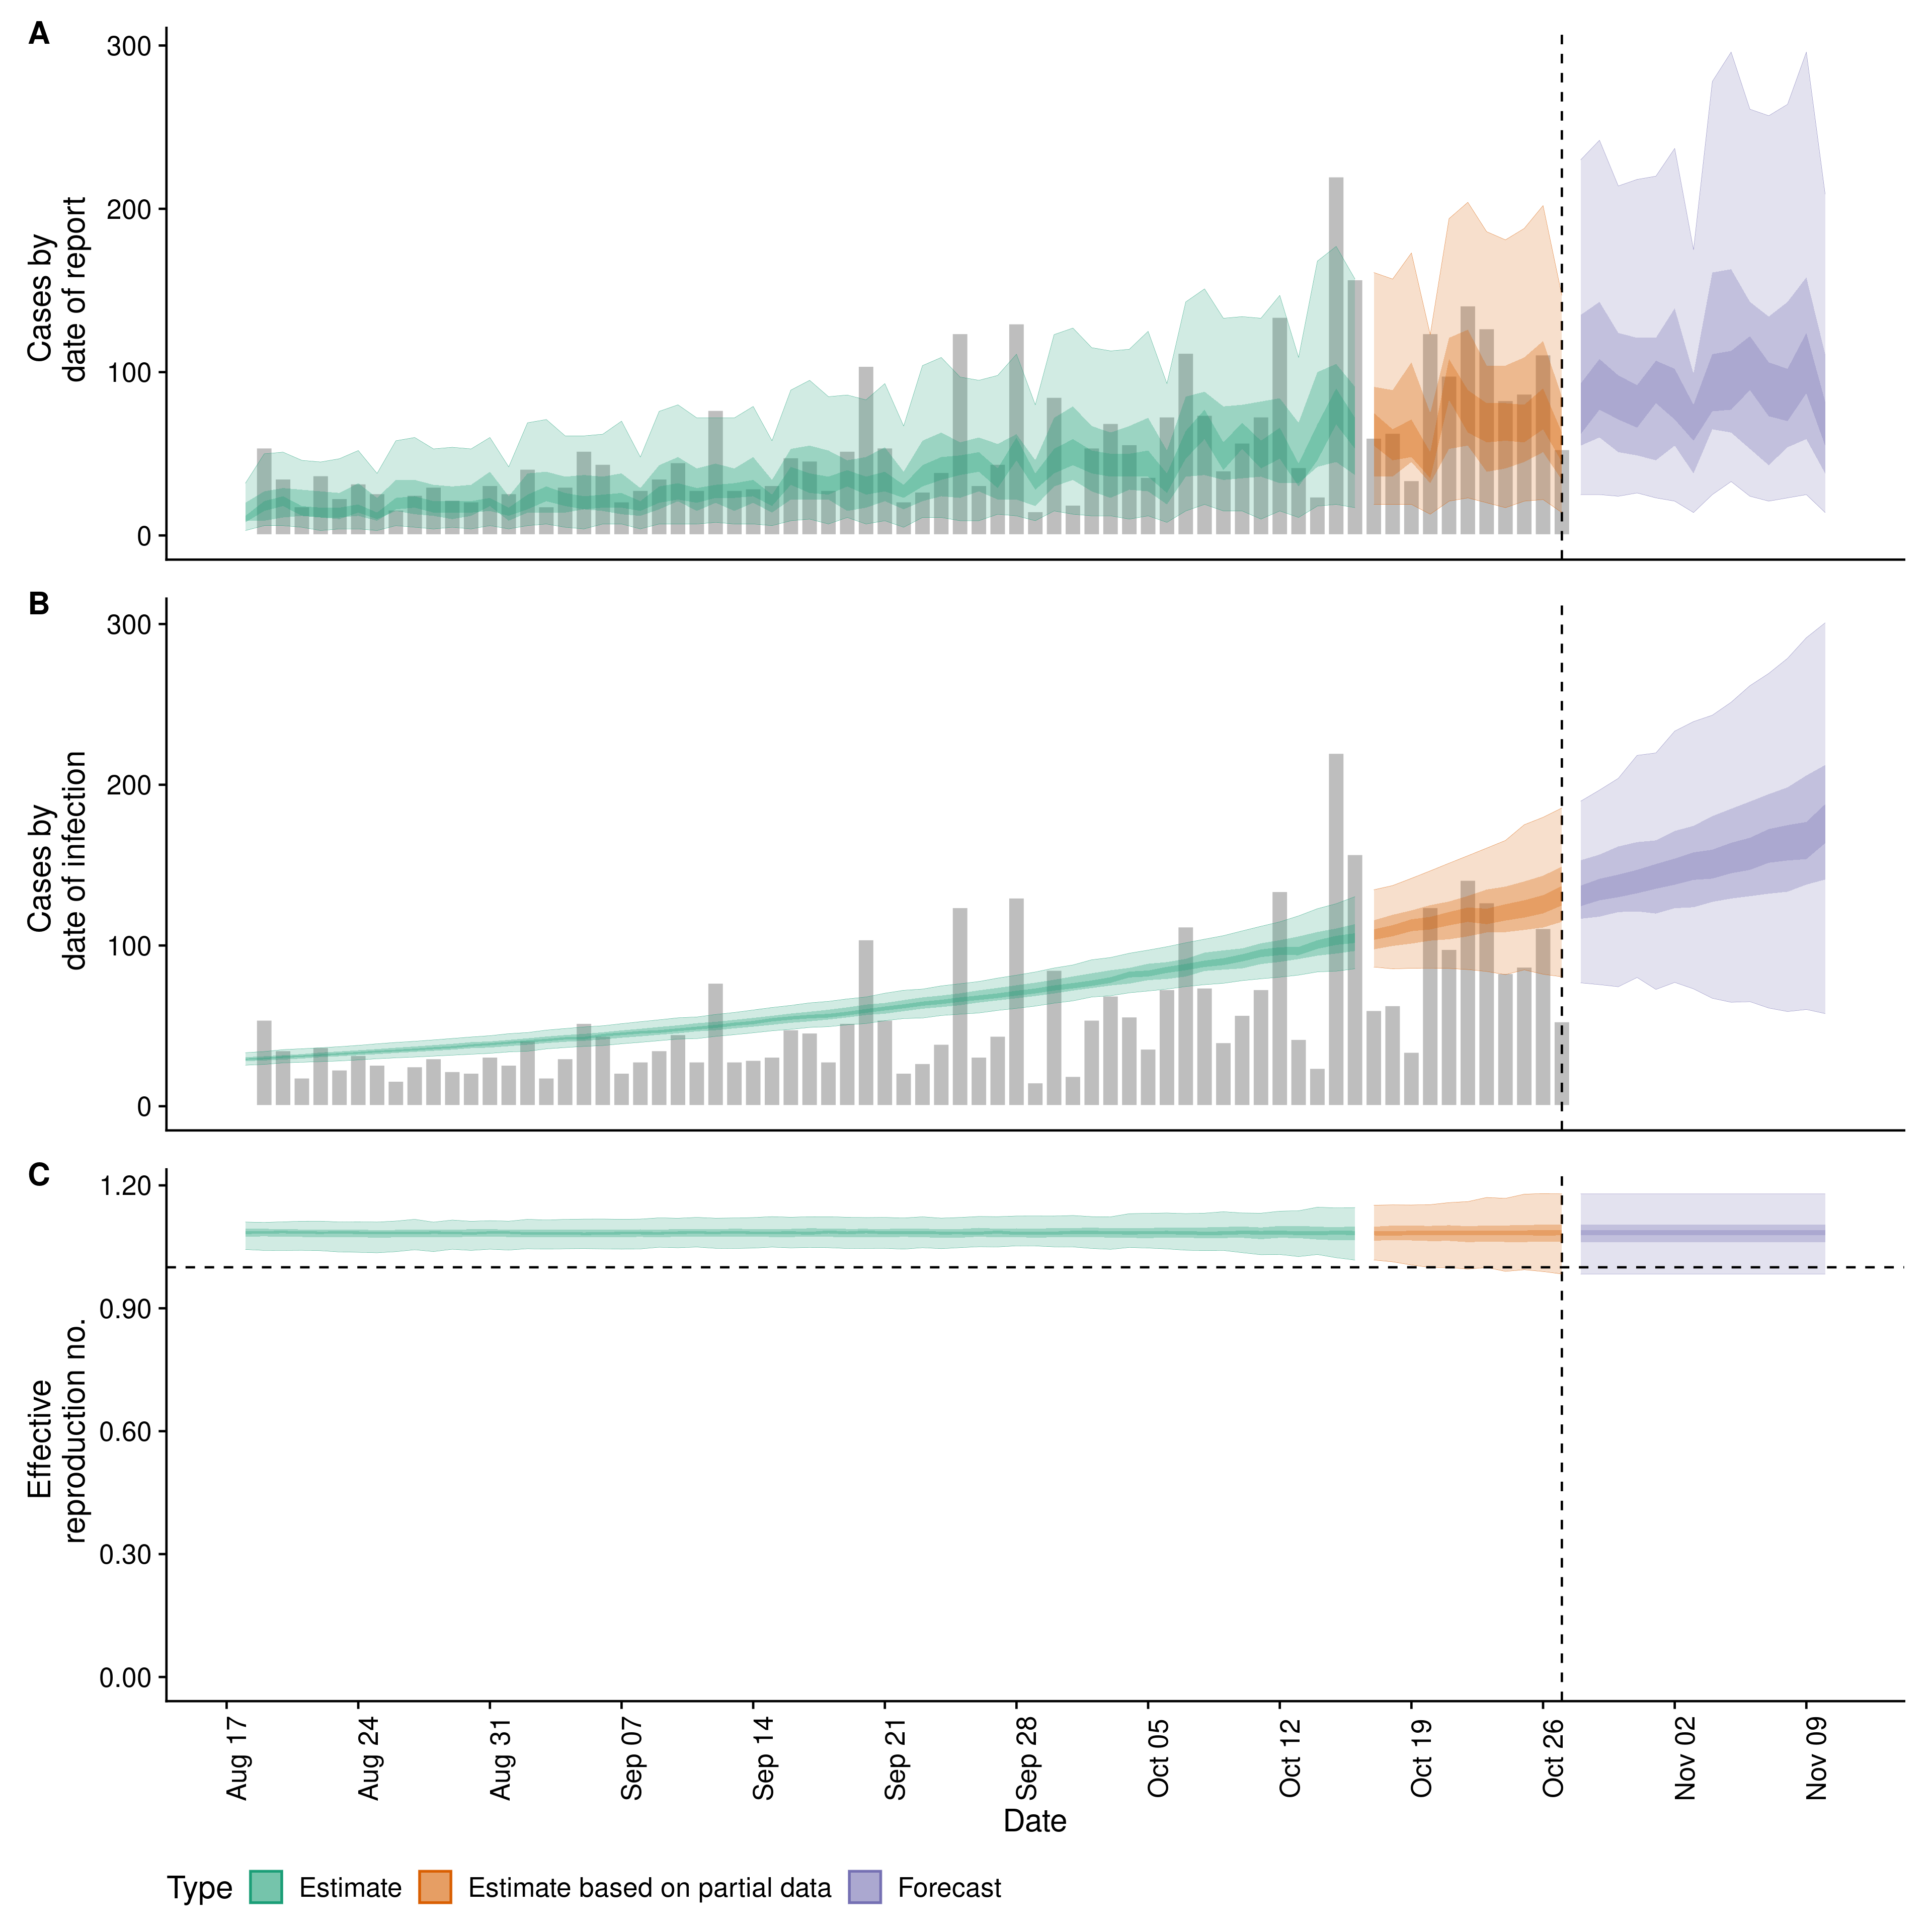 A
300
200
100
0
Cases by
date of report
B
300
200
100
0
Cases by
date of infection
C
1.20
0.90
0.60
0.30
0.00
Effective
reproduction no.
Aug 17
Aug 24
Aug 31
Sep 07
Sep 14
Sep 21
Sep 28
Oct 05
Oct 12
Oct 19
Oct 26
Nov 02
Nov 09
Date
Type Estimate Estimate based on partial data Forecast